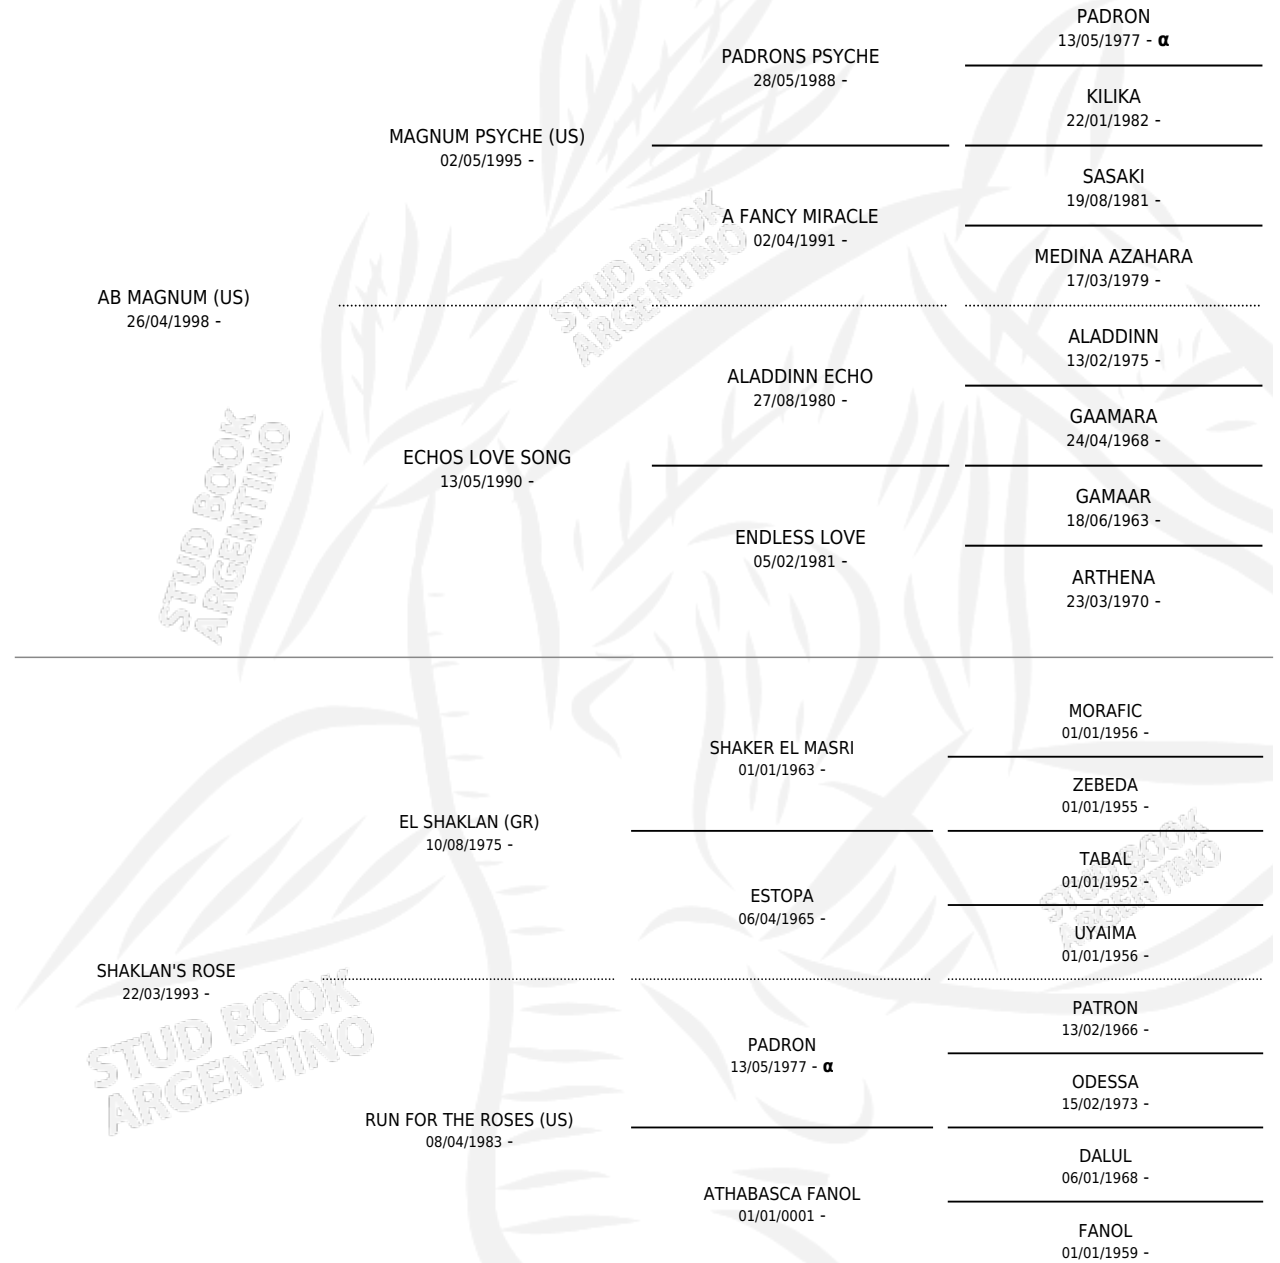 PADRON
13/05/1977 - α
PADRONS PSYCHE
28/05/1988 -
KILIKA
22/01/1982 -
MAGNUM PSYCHE (US)
02/05/1995 -
SASAKI
19/08/1981 -
A FANCY MIRACLE
02/04/1991 -
MEDINA AZAHARA
17/03/1979 -
AB MAGNUM (US)
26/04/1998 -
ALADDINN
13/02/1975 -
ALADDINN ECHO
27/08/1980 -
GAAMARA
24/04/1968 -
ECHOS LOVE SONG
13/05/1990 -
GAMAAR
18/06/1963 -
ENDLESS LOVE
05/02/1981 -
ARTHENA
23/03/1970 -
STUD BOOK
ARGENTINO
STUD BOOK
ARGENTINO
MORAFIC
01/01/1956 -
SHAKER EL MASRI
01/01/1963 -
ZEBEDA
01/01/1955 -
EL SHAKLAN (GR)
10/08/1975 -
TABAL
01/01/1952 -
ESTOPA
06/04/1965 -
UYAIMA
01/01/1956 -
SHAKLAN'S ROSE
22/03/1993 -
PATRON
13/02/1966 -
PADRON
13/05/1977 - α
ODESSA
15/02/1973 -
RUN FOR THE ROSES (US)
08/04/1983 -
DALUL
06/01/1968 -
ATHABASCA FANOL
01/01/0001 -
FANOL
01/01/1959 -
STUD BOOK
ARGENTINO
STUD BOOK
ARGENTINO